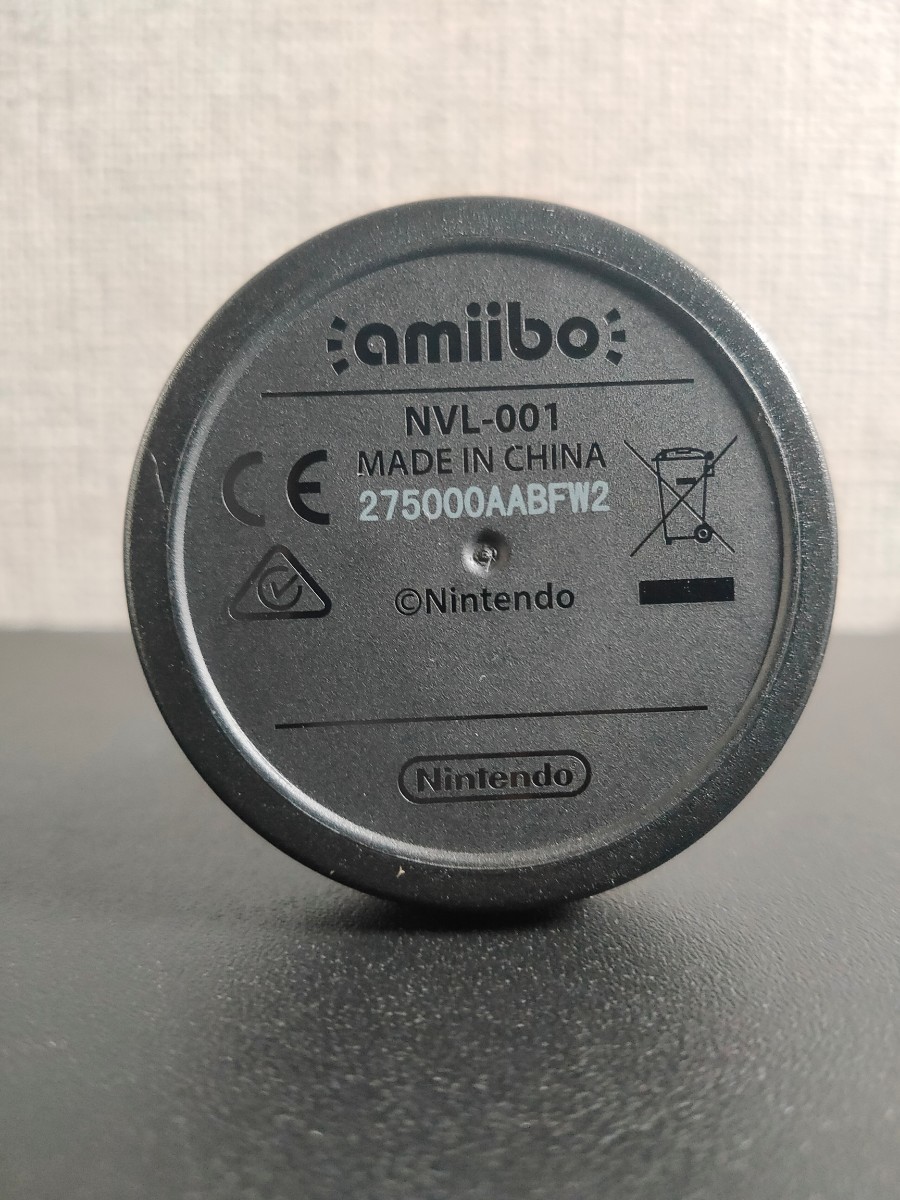 amiibo
NVL-001
MADE IN CHINA
275000AABFW2
CE
©Nintendo
Nintendo